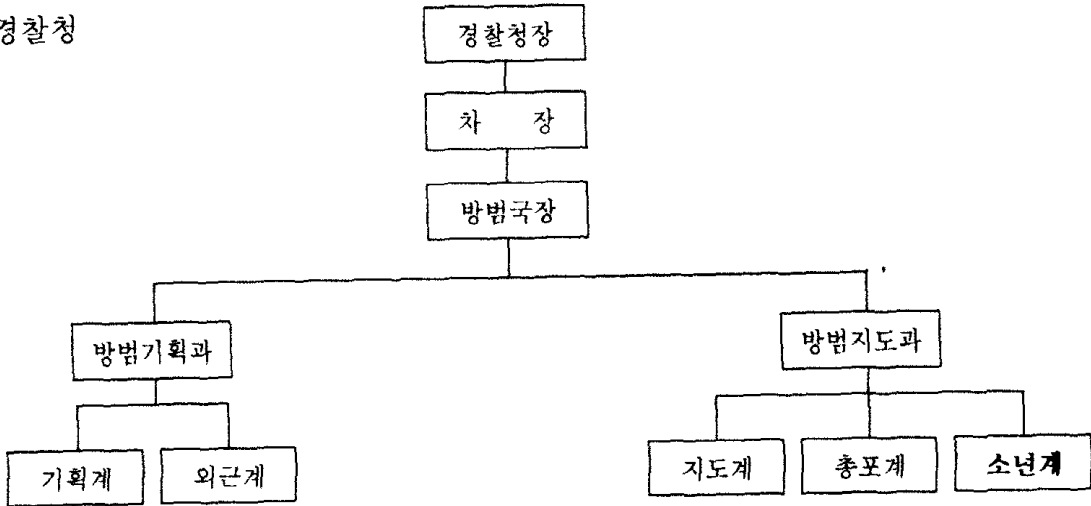 경찰청
경찰청장
차 장
방범국장
방범기획과
방범지도과
기획계
외근계
지도계
총포계
소년계